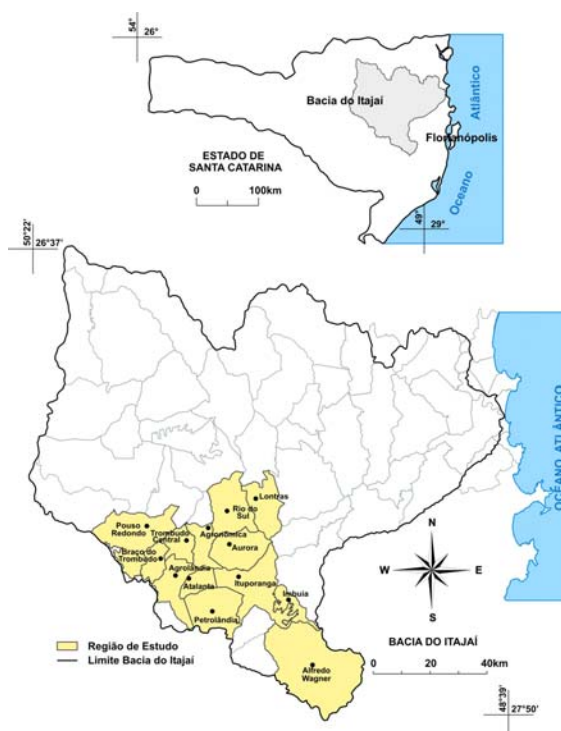 54°
26°
Bacia do Itajaí
Atlântico
Florianópolis
ESTADO DE
SANTA CATARINA
0 100km
Oceano
49°
29°
50°22'
26°37'
OCEANO ATLÂNTICO
Lontras
Rio do
Sul
Pouso
Redondo
Trombudo
Central
Agronômica
Aurora
Braço do
Trombudo
Agrolândia
Atalanta
Ituporanga
Imbuia
Petrolândia
N
W E
S
Região de Estudo
Limite Bacia do Itajaí
BACIA DO ITAJAÍ
0 20 40km
Alfredo
Wagner
48°39'
27°50'